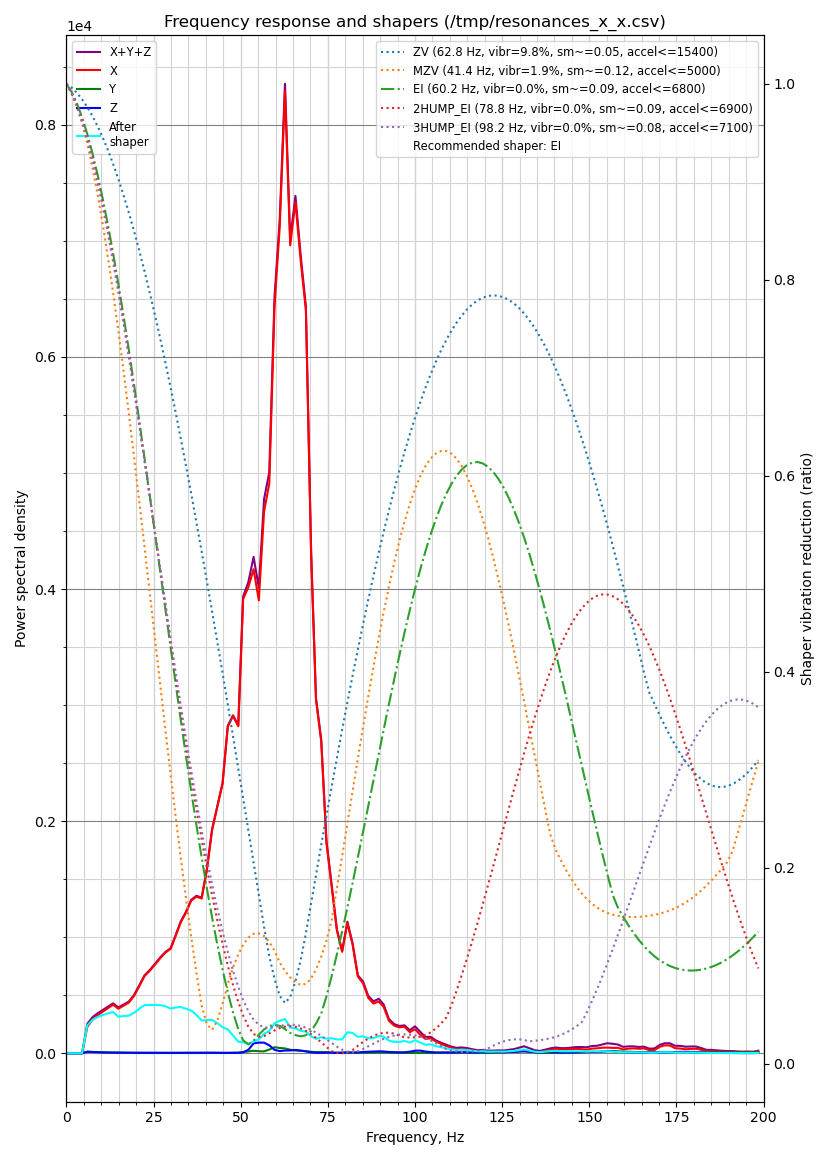 Frequency response and shapers (/tmp/resonances_x_x.csv)
1e4
X+Y+Z
X
Y
Z
After
shaper
ZV (62.8 Hz, vibr=9.8%, sm~=0.05, accel<=15400)
MZV (41.4 Hz, vibr=1.9%, sm~=0.12, accel<=5000)
EI (60.2 Hz, vibr=0.0%, sm~=0.09, accel<=6800)
2HUMP_EI (78.8 Hz, vibr=0.0%, sm~=0.09, accel<=6900)
3HUMP_EI (98.2 Hz, vibr=0.0%, sm~=0.08, accel<=7100)
Recommended shaper: EI
0.8
0.6
0.4
0.2
0.0
Power spectral density
1.0
0.8
0.6
0.4
0.2
0.0
Shaper vibration reduction (ratio)
0 25 50 75 100 125 150 175 200
Frequency, Hz